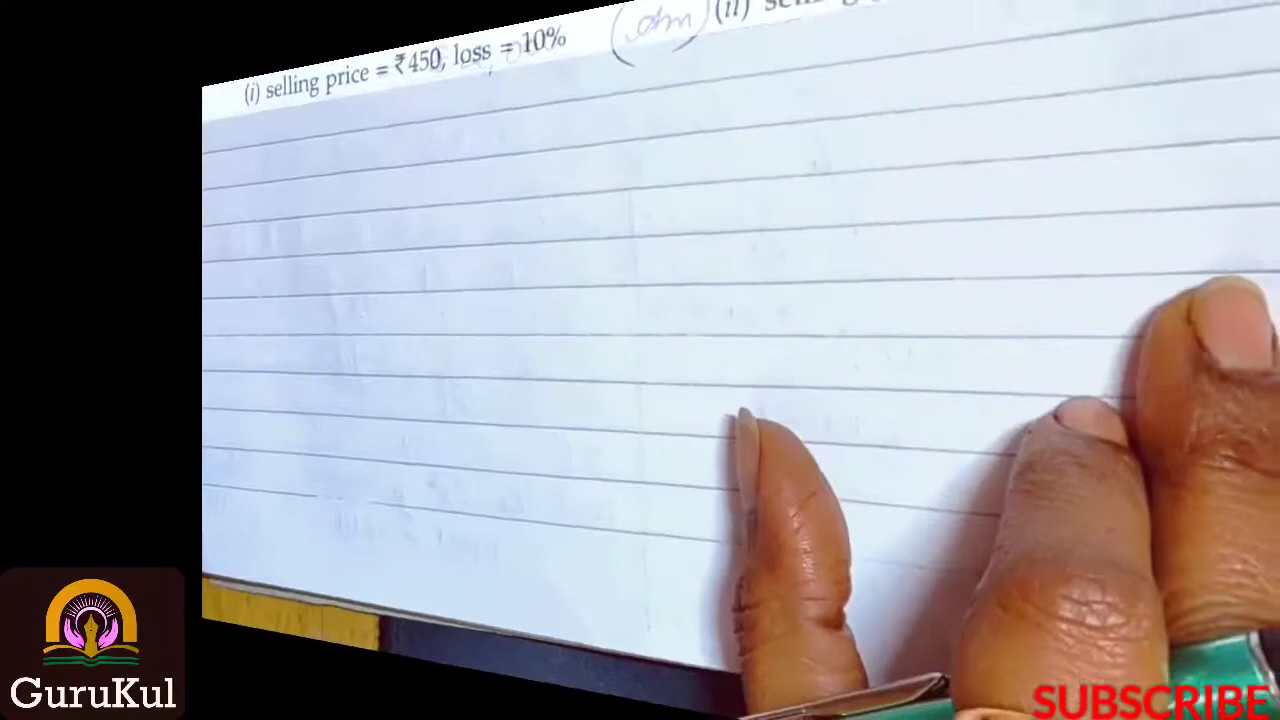 (i) selling price = ₹450, loss = 10%
(ii)
GuruKul
SUBSCRIBE